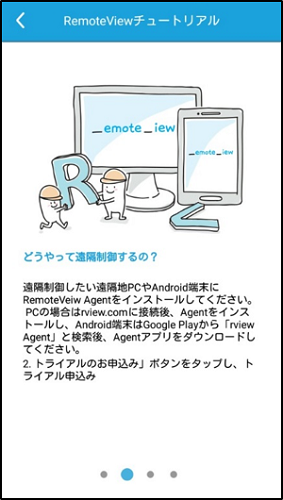 RemoteViewチュートリアル
_emote_iew
_emote_iew
R
V
どうやって遠隔制御するの？
遠隔制御したい遠隔地PCやAndroid端末に
RemoteVeiw Agentをインストールしてください。
PCの場合はrview.comに接続後、Agentをインス
トールし、Android端末はGoogle Playから「rview
Agent」と検索後、Agentアプリをダウンロードし
てください。
2. トライアルのお申込み」ボタンをタップし、ト
ライアル申込み